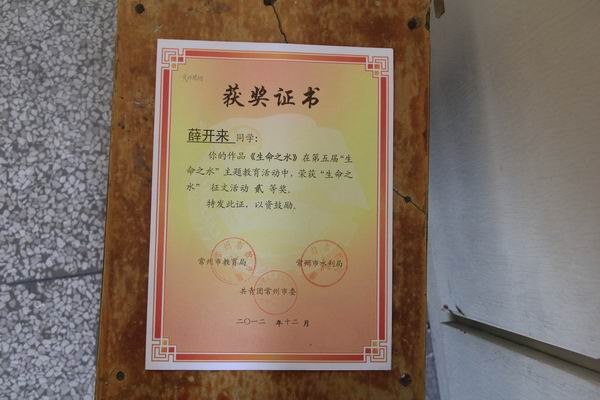 获奖证书
薛开来 同学：
你的作品《生命之水》在第五届“生
命之水”主题教育活动中，荣获“生命之
水” 征文活动 贰 等奖。
特发此证，以资鼓励。
常州市教育局 常州市水利局
共青团常州市委
二〇一二 年十二 月